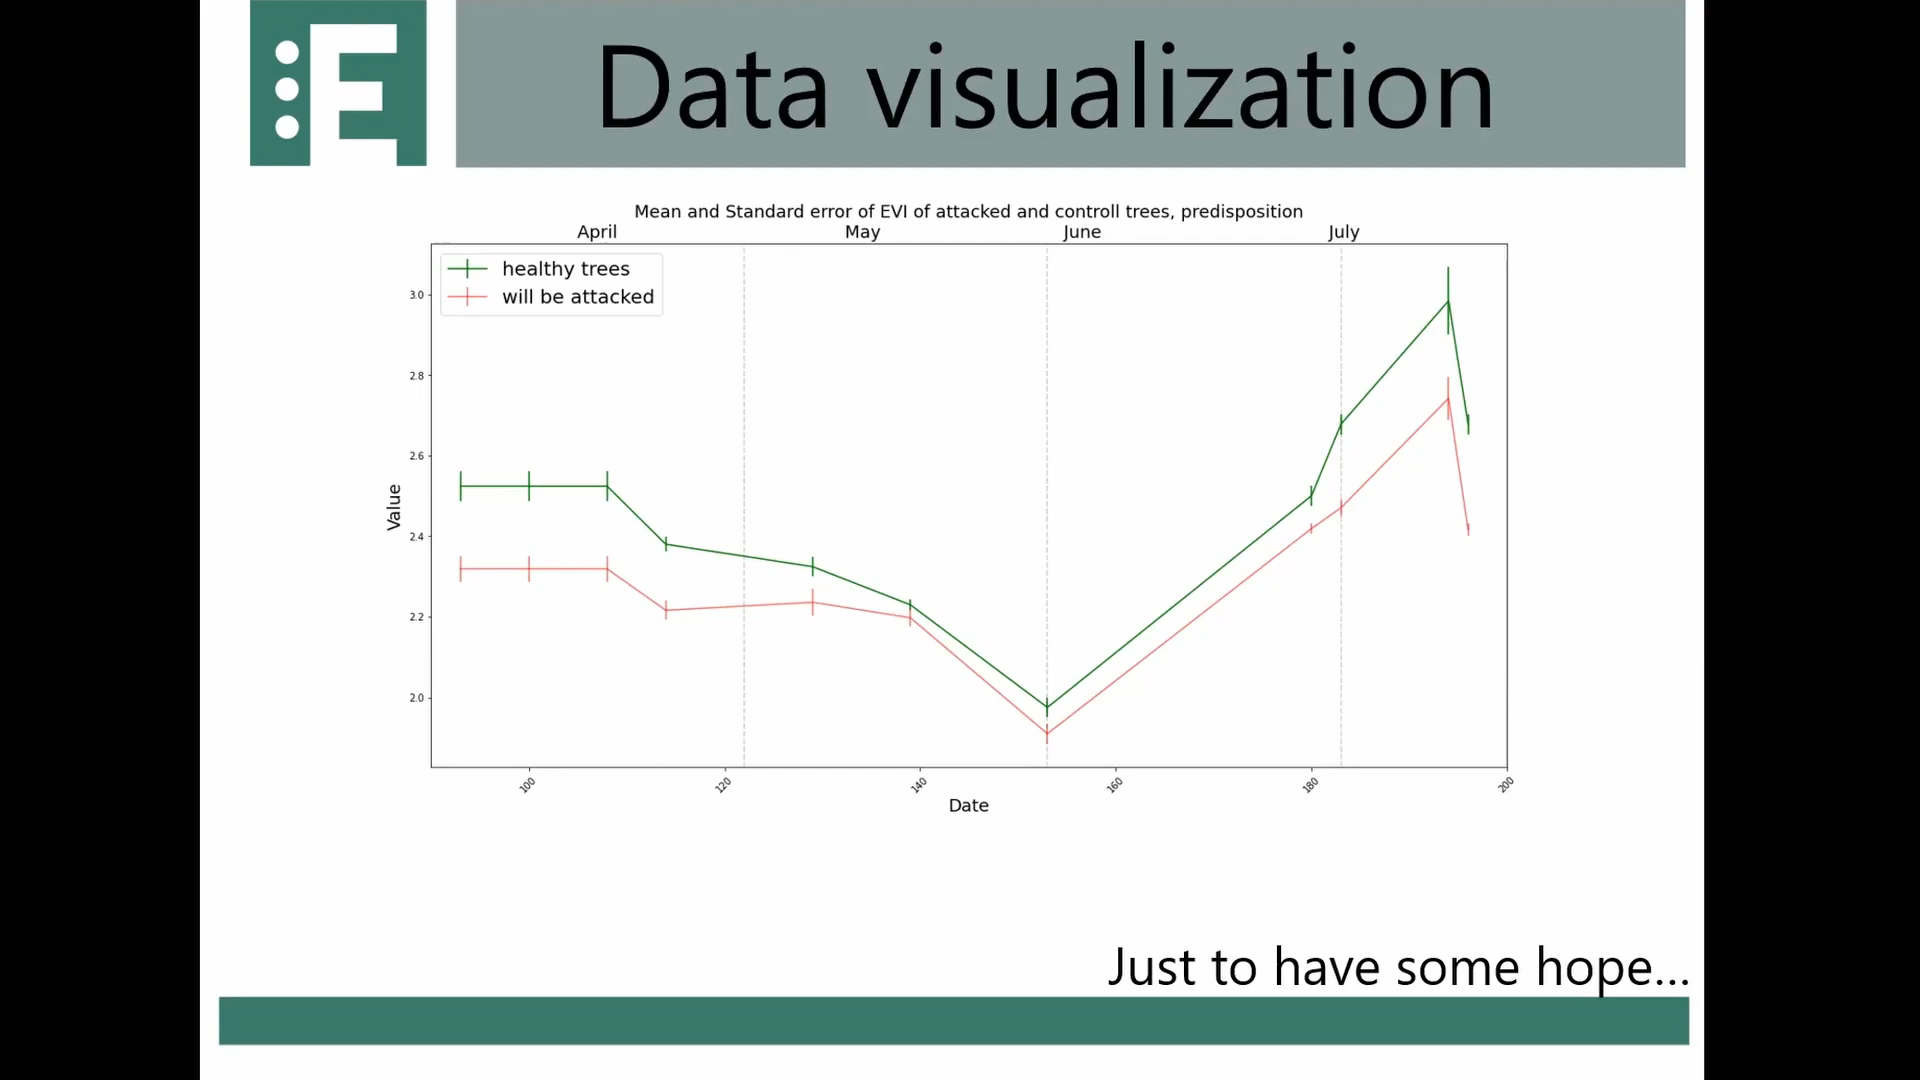 E
Data visualization
Mean and Standard error of EVI of attacked and controll trees, predisposition
April May June July
healthy trees
will be attacked
3.0
2.8
2.6
2.4
2.2
2.0
Value
100 120 140 160 180 200
Date
Just to have some hope...